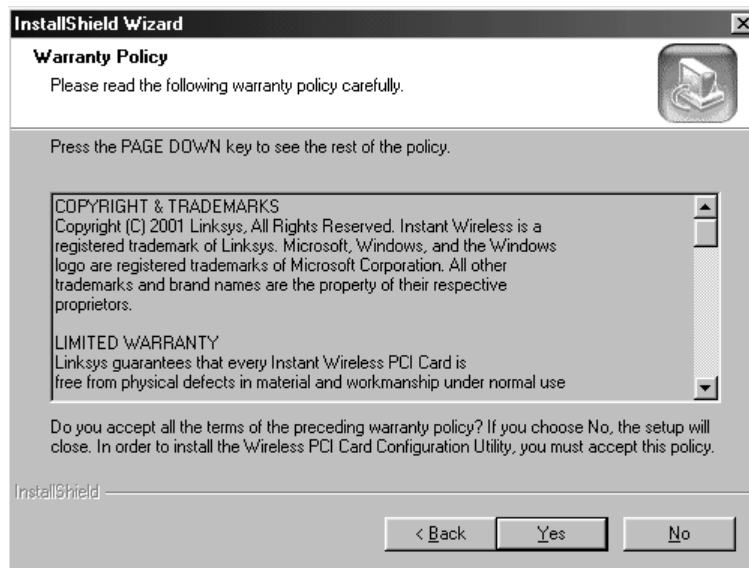 InstallShield Wizard
Warranty Policy
Please read the following warranty policy carefully.
Press the PAGE DOWN key to see the rest of the policy.
COPYRIGHT & TRADEMARKS
Copyright (C) 2001 Linksys, All Rights Reserved. Instant Wireless is a
registered trademark of Linksys. Microsoft, Windows, and the Windows
logo are registered trademarks of Microsoft Corporation. All other
trademarks and brand names are the property of their respective
proprietors.
LIMITED WARRANTY
Linksys guarantees that every Instant Wireless PCI Card is
free from physical defects in material and workmanship under normal use
Do you accept all the terms of the preceding warranty policy? If you choose No, the setup will
close. In order to install the Wireless PCI Card Configuration Utility, you must accept this policy.
InstallShield
< Back
Yes
No